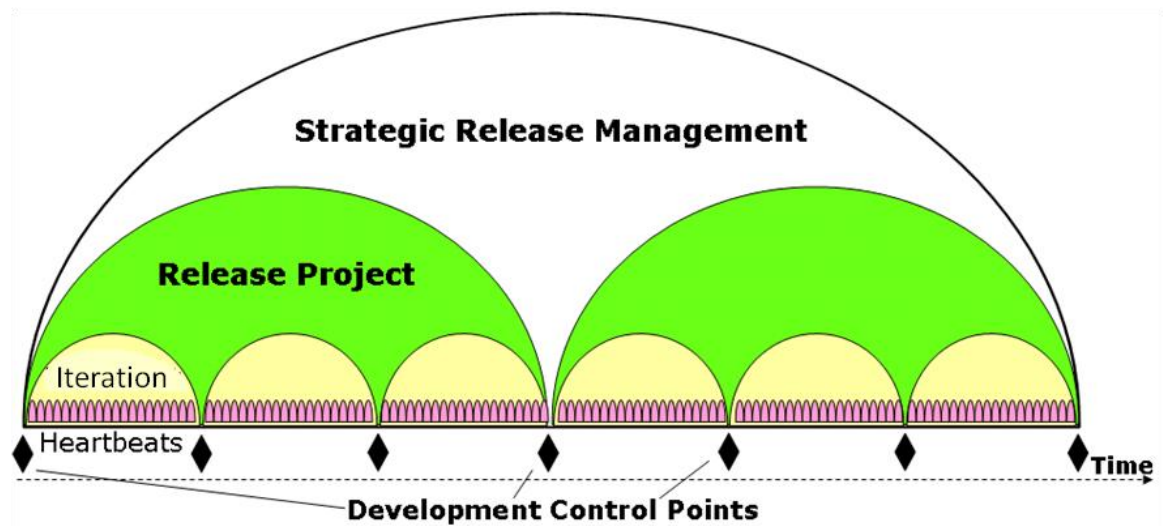 Strategic Release Management
Release Project
Iteration
Heartbeats
Time
Development Control Points